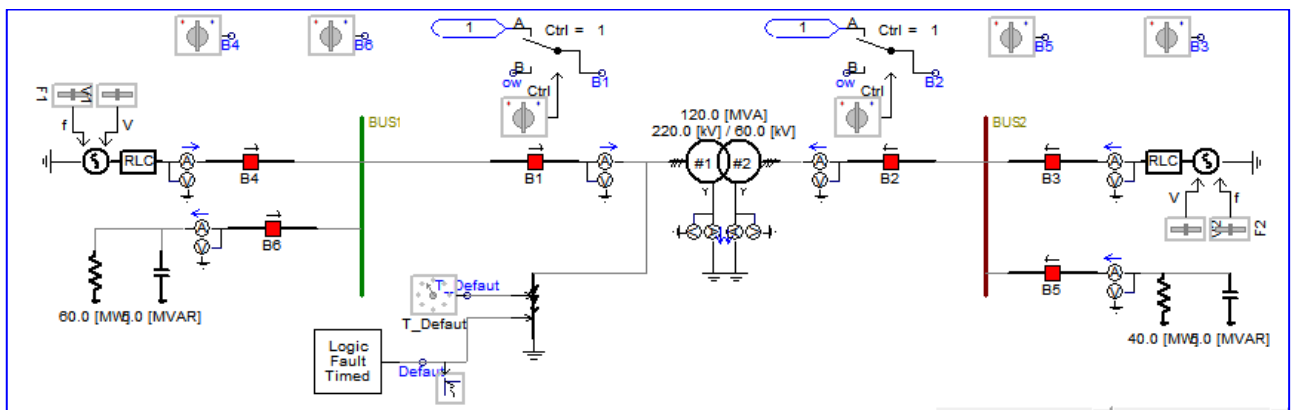 B4
B6
1
A
Ctrl = 1
B
ow
B1
Ctrl
1
A
Ctrl = 1
B
ow
B2
Ctrl
B5
B3
F1
f
V
RLC
A
V
B4
BUS1
B1
A
V
120.0 [MVA]
220.0 [kV] / 60.0 [kV]
#1
#2
Y
Y
A
V
B2
BUS2
B3
A
V
RLC
V
f
F2
A
V
B6
60.0 [MW]
5.0 [MVAR]
B5
A
V
40.0 [MW]
5.0 [MVAR]
T_Defaut
T_Defaut
Logic
Fault
Timed
Defaut